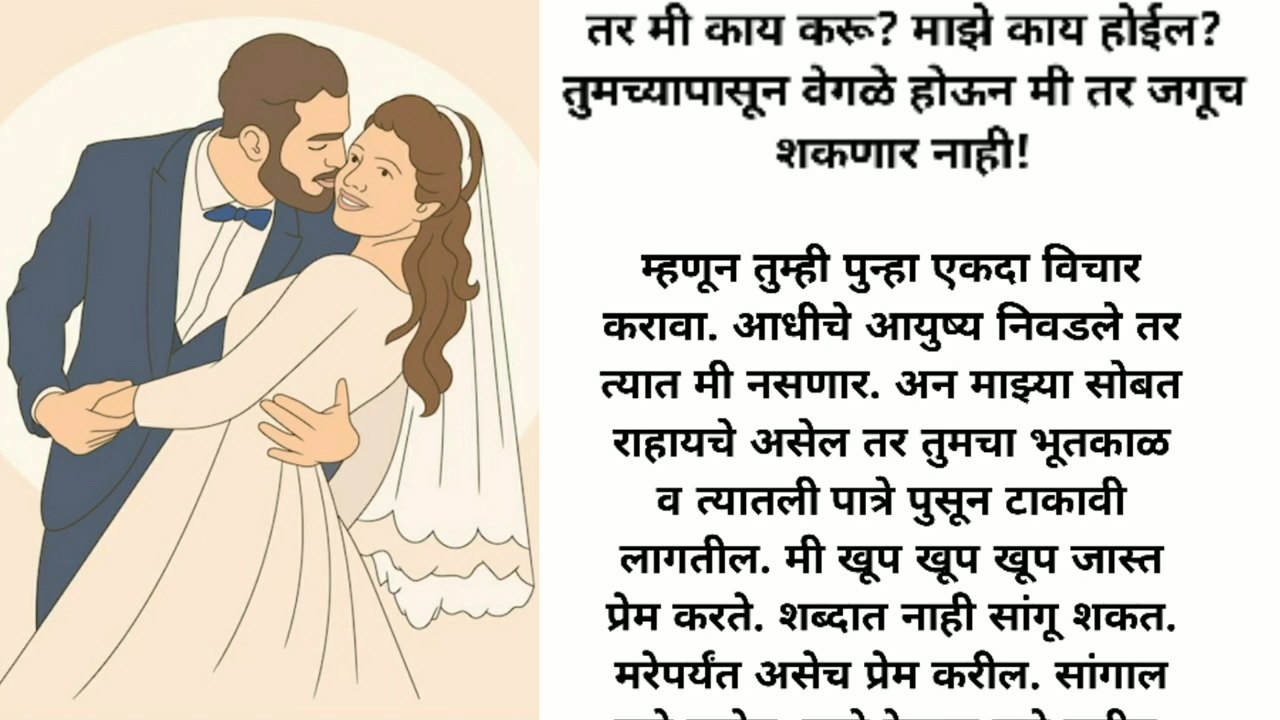 तर मी काय करू? माझे काय होईल?
तुमच्यापासून वेगळे होऊन मी तर जगूच
शकणार नाही!
म्हणून तुम्ही पुन्हा एकदा विचार
करावा. आधीचे आयुष्य निवडले तर
त्यात मी नसणार. अन माझ्या सोबत
राहायचे असेल तर तुमचा भूतकाळ
व त्यातली पात्रे पुसून टाकावी
लागतील. मी खूप खूप खूप जास्त
प्रेम करते. शब्दात नाही सांगू शकत.
मरेपर्यंत असेच प्रेम करील. सांगाल